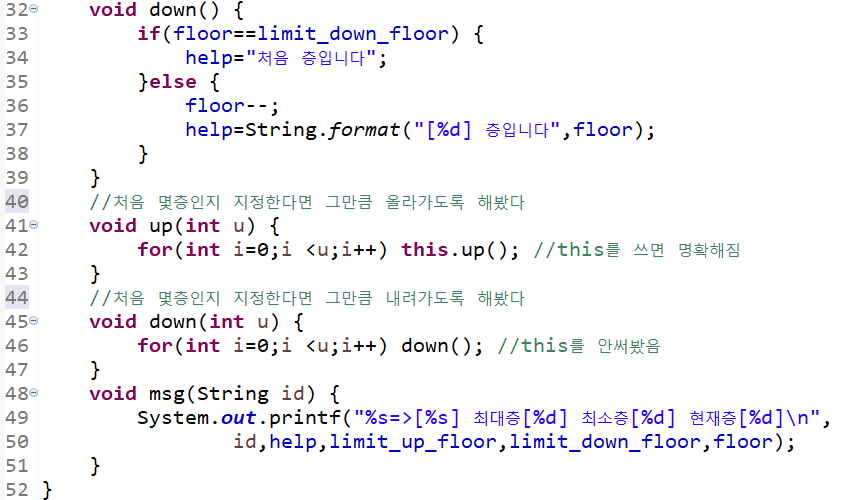 32 void down() {
33 if(floor==limit_down_floor) {
34 help="처음 층입니다";
35 }else {
36 floor--;
37 help=String.format("[%d] 층입니다",floor);
38 }
39 }
40 //처음 몇층인지 지정한다면 그만큼 올라가도록 해봤다
41 void up(int u) {
42 for(int i=0;i <u;i++) this.up(); //this를 쓰면 명확해짐
43 }
44 //처음 몇층인지 지정한다면 그만큼 내려가도록 해봤다
45 void down(int u) {
46 for(int i=0;i <u;i++) down(); //this를 안써봤음
47 }
48 void msg(String id) {
49 System.out.printf("%s=>[%s] 최대층[%d] 최소층[%d] 현재층[%d]\n",
50 id,help,limit_up_floor,limit_down_floor,floor);
51 }
52 }